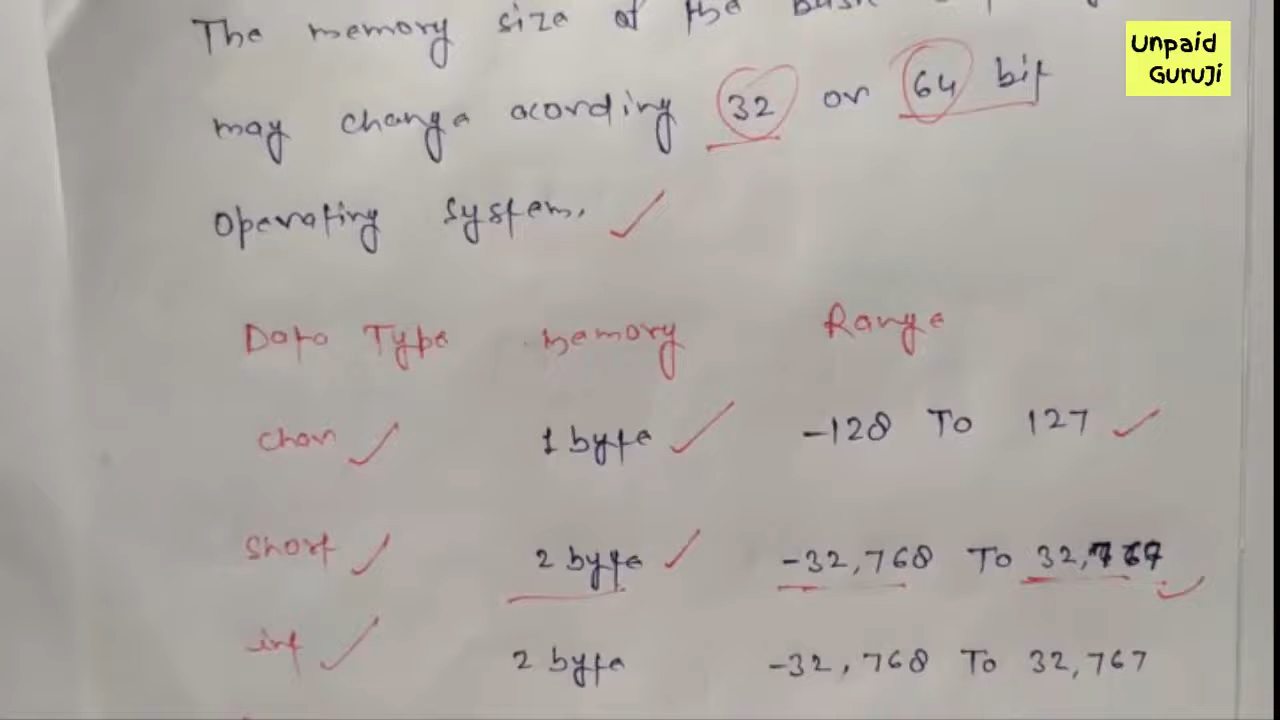 The memory size of the
Unpaid
Guruji
may change acording 32 or 64 bit
operating system.
Data Type memory Range
char 1 byte -128 To 127
short 2 byte -32,768 To 32,767
int 2 byte -32,768 To 32,767